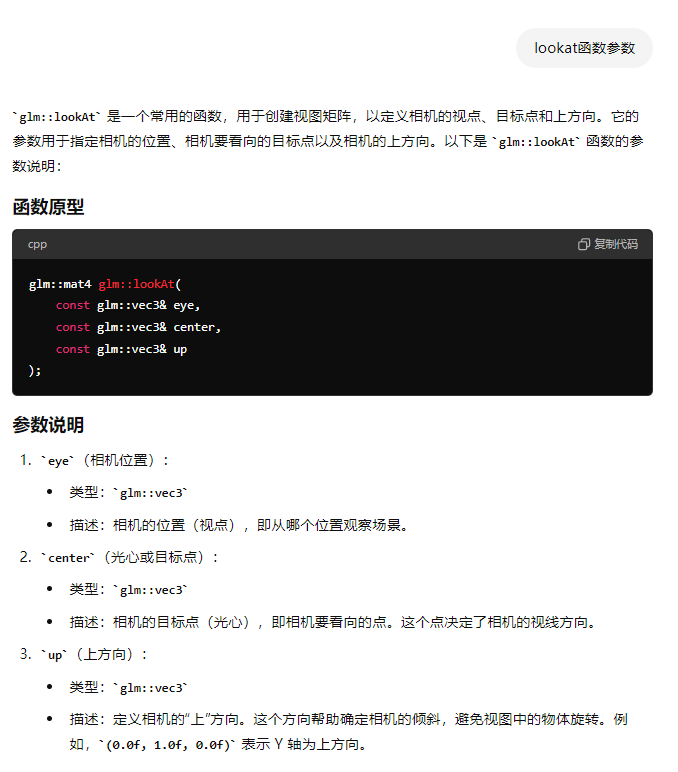 lookat函数参数
`glm::lookAt` 是一个常用的函数，用于创建视图矩阵，以定义相机的视点、目标点和上方向。它的
参数用于指定相机的位置、相机要看向的目标点以及相机的上方向。以下是 `glm::lookAt` 函数的参
数说明：
函数原型
cpp 复制代码
glm::mat4 glm::lookAt(
    const glm::vec3& eye,
    const glm::vec3& center,
    const glm::vec3& up
);
参数说明
1. `eye`（相机位置）：
• 类型：`glm::vec3`
• 描述：相机的位置（视点），即从哪个位置观察场景。
2. `center`（光心或目标点）：
• 类型：`glm::vec3`
• 描述：相机的目标点（光心），即相机要看向的点。这个点决定了相机的视线方向。
3. `up`（上方向）：
• 类型：`glm::vec3`
• 描述：定义相机的“上”方向。这个方向帮助确定相机的倾斜，避免视图中的物体旋转。例
如，`(0.0f, 1.0f, 0.0f)` 表示 Y 轴为上方向。